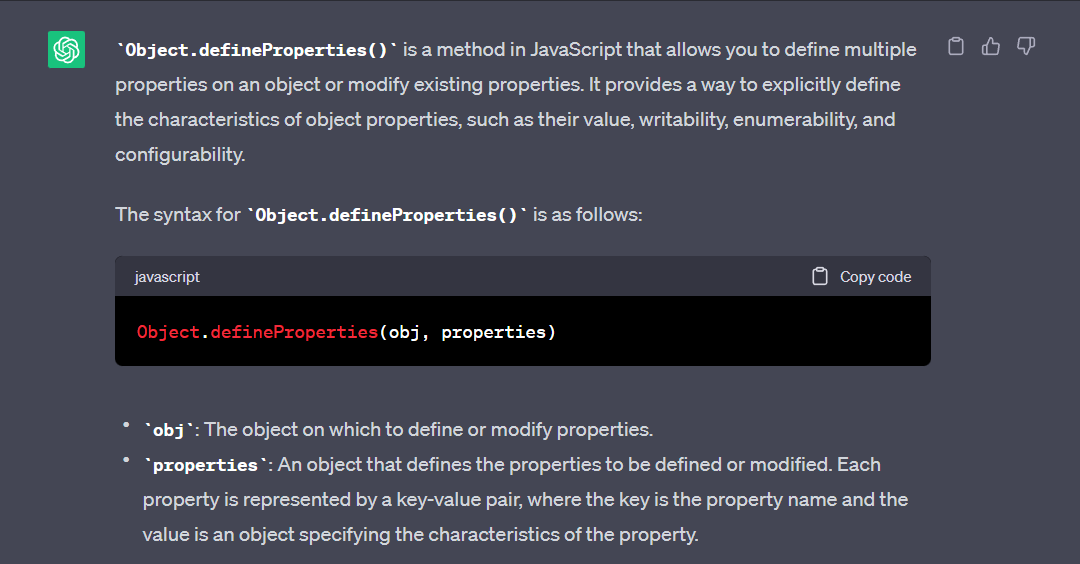 `Object.defineProperties()` is a method in JavaScript that allows you to define multiple
properties on an object or modify existing properties. It provides a way to explicitly define
the characteristics of object properties, such as their value, writability, enumerability, and
configurability.
The syntax for `Object.defineProperties()` is as follows:
javascript
Copy code
Object.defineProperties(obj, properties)
• `obj`: The object on which to define or modify properties.
• `properties`: An object that defines the properties to be defined or modified. Each
property is represented by a key-value pair, where the key is the property name and the
value is an object specifying the characteristics of the property.